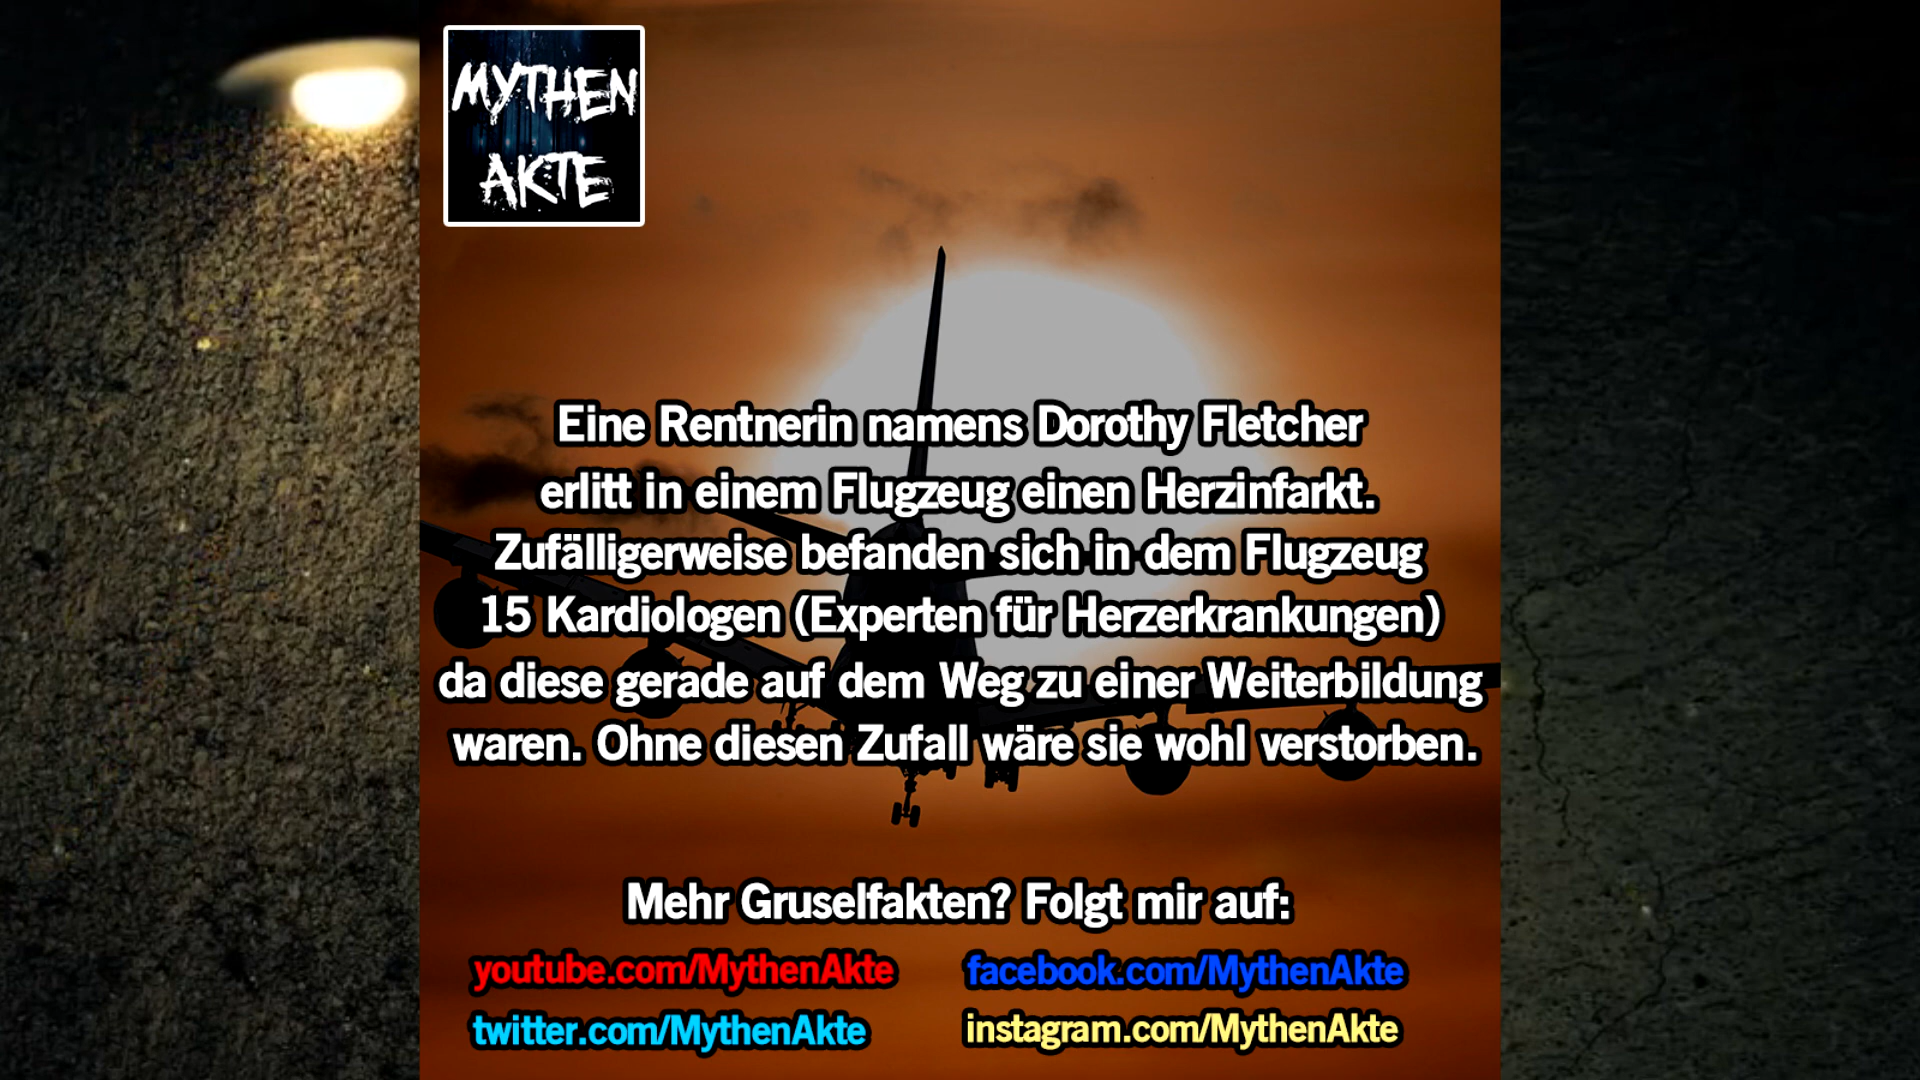 MYTHEN
AKTE
Eine Rentnerin namens Dorothy Fletcher
erlitt in einem Flugzeug einen Herzinfarkt.
Zufälligerweise befanden sich in dem Flugzeug
15 Kardiologen (Experten für Herzerkrankungen)
da diese gerade auf dem Weg zu einer Weiterbildung
waren. Ohne diesen Zufall wäre sie wohl verstorben.
Mehr Gruselfakten? Folgt mir auf:
youtube.com/MythenAkte facebook.com/MythenAkte
twitter.com/MythenAkte instagram.com/MythenAkte